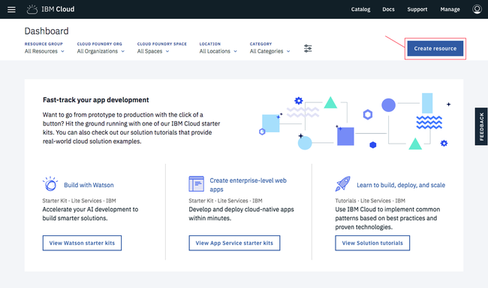 IBM Cloud
Catalog Docs Support Manage
Dashboard
RESOURCE GROUP CLOUD FOUNDRY ORG CLOUD FOUNDRY SPACE LOCATION CATEGORY
All Resources All Organizations All Spaces All Locations All Categories
Create resource
FEEDBACK
Fast-track your app development
Want to go from prototype to production with the click of a
button? Hit the ground running with one of our IBM Cloud starter
kits. You can also check out our solution tutorials that provide
real-world cloud solution examples.
Build with Watson
Starter Kit · Lite Services · IBM
Accelerate your AI development to
build smarter solutions.
View Watson starter kits
Create enterprise-level web
apps
Starter Kit · Lite Services · IBM
Develop and deploy cloud-native apps
within minutes.
View App Service starter kits
Learn to build, deploy, and scale
Tutorials · Lite Services · IBM
Use IBM Cloud to implement common
patterns based on best practices and
proven technologies.
View Solution tutorials